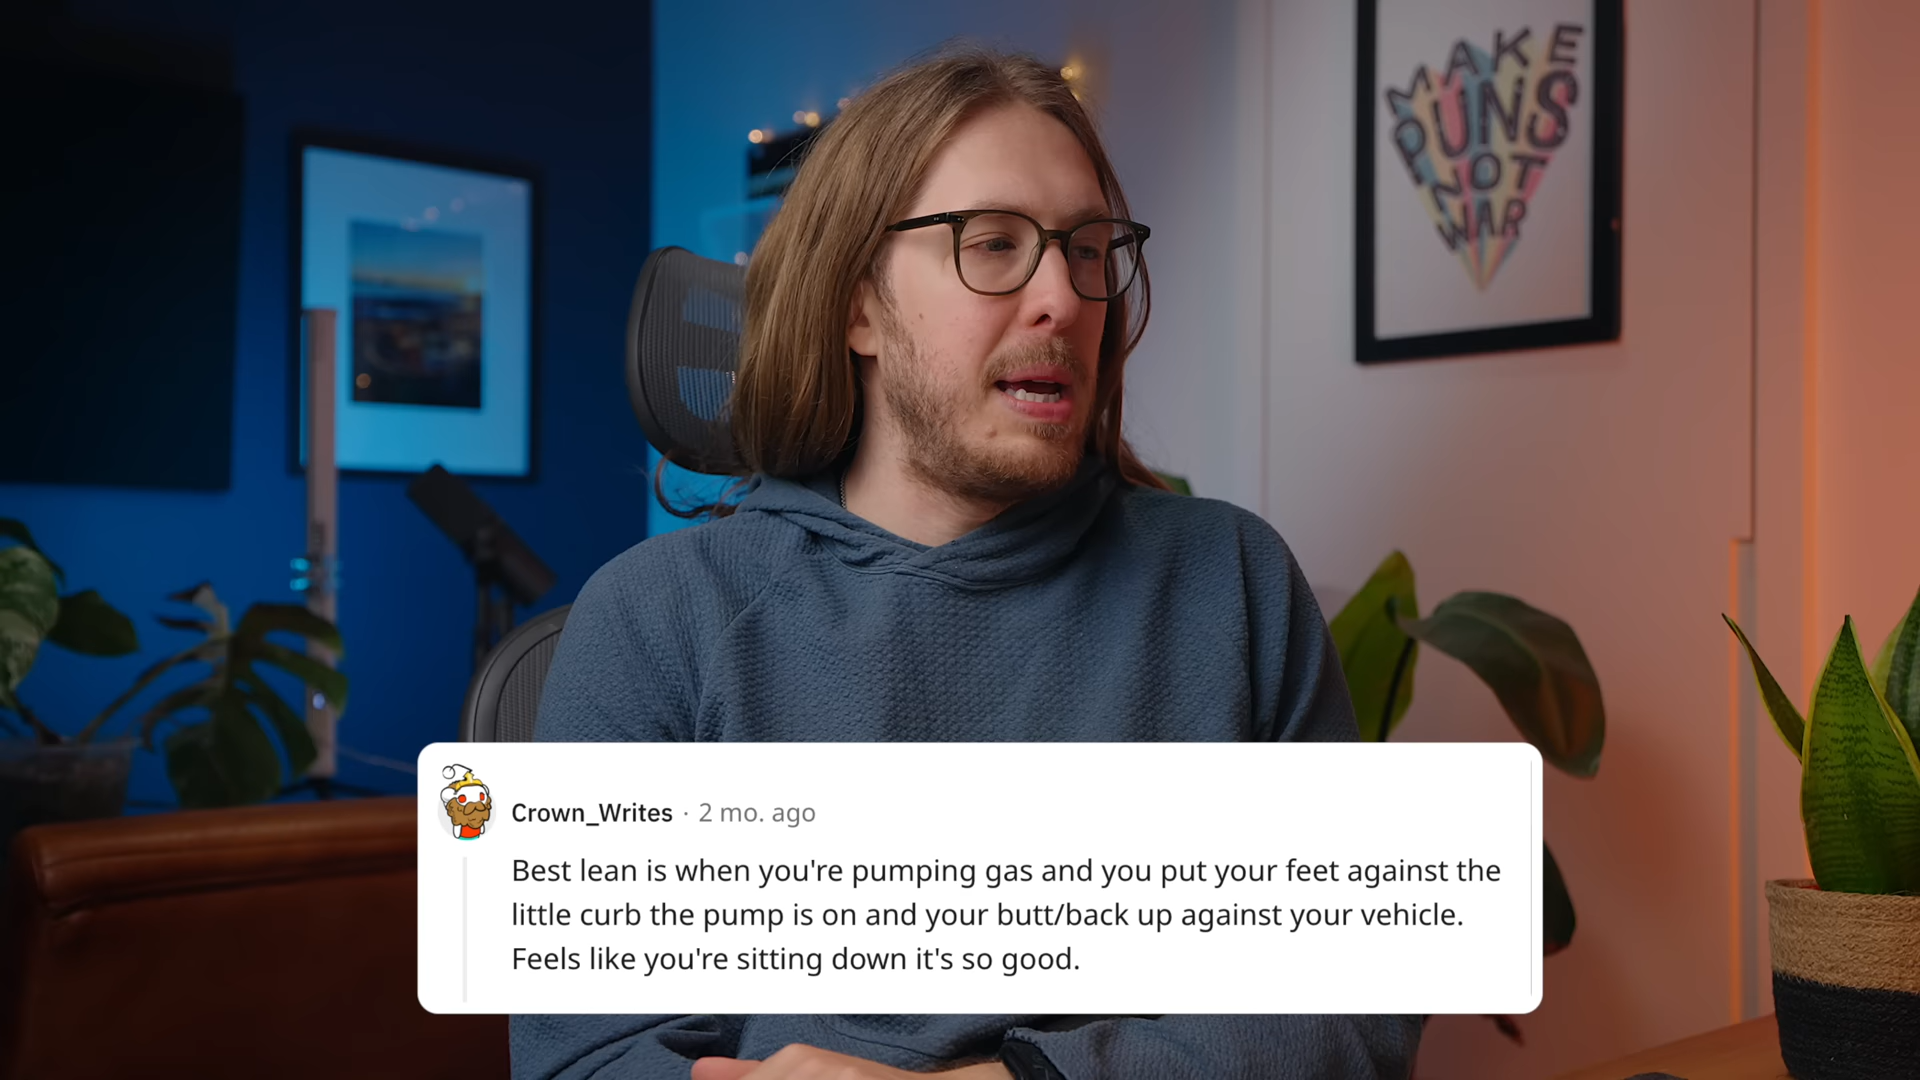 MAKE
PUNS
NOT
WAR
Crown_Writes · 2 mo. ago
Best lean is when you're pumping gas and you put your feet against the
little curb the pump is on and your butt/back up against your vehicle.
Feels like you're sitting down it's so good.